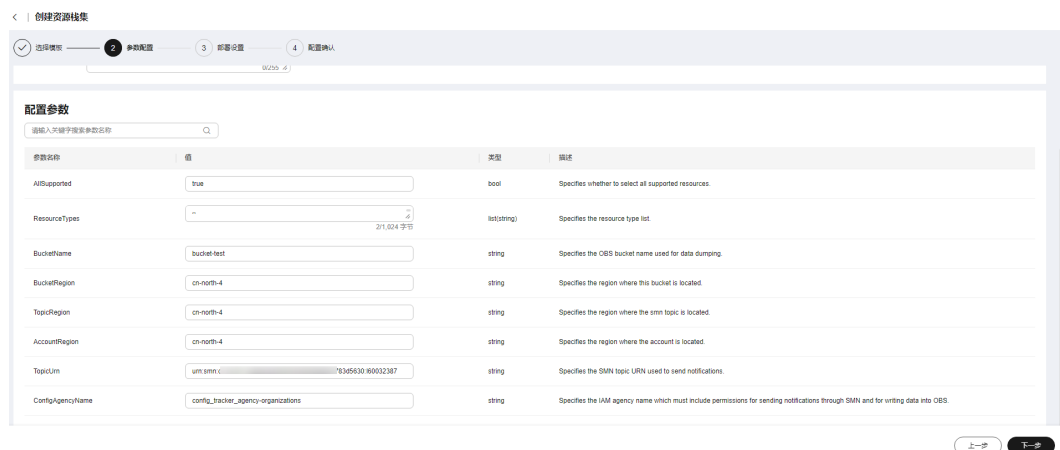 < | 创建资源栈集
选择模板 2 参数配置 3 部署设置 4 配置确认
0/255
配置参数
请输入关键字搜索参数名称
参数名称 值 类型 描述
AllSupported true bool Specifies whether to select all supported resources.
ResourceTypes list(string) Specifies the resource type list.
2/1,024 字节
BucketName bucket-test string Specifies the OBS bucket name used for data dumping.
BucketRegion cn-north-4 string Specifies the region where this bucket is located.
TopicRegion cn-north-4 string Specifies the region where the smn topic is located.
AccountRegion cn-north-4 string Specifies the region where the account is located.
TopicUrn urn:smn:c 83d5630:l60032387 string Specifies the SMN topic URN used to send notifications.
ConfigAgencyName config_tracker_agency-organizations string Specifies the IAM agency name which must include permissions for sending notifications through SMN and for writing data into OBS.
上一步 下一步